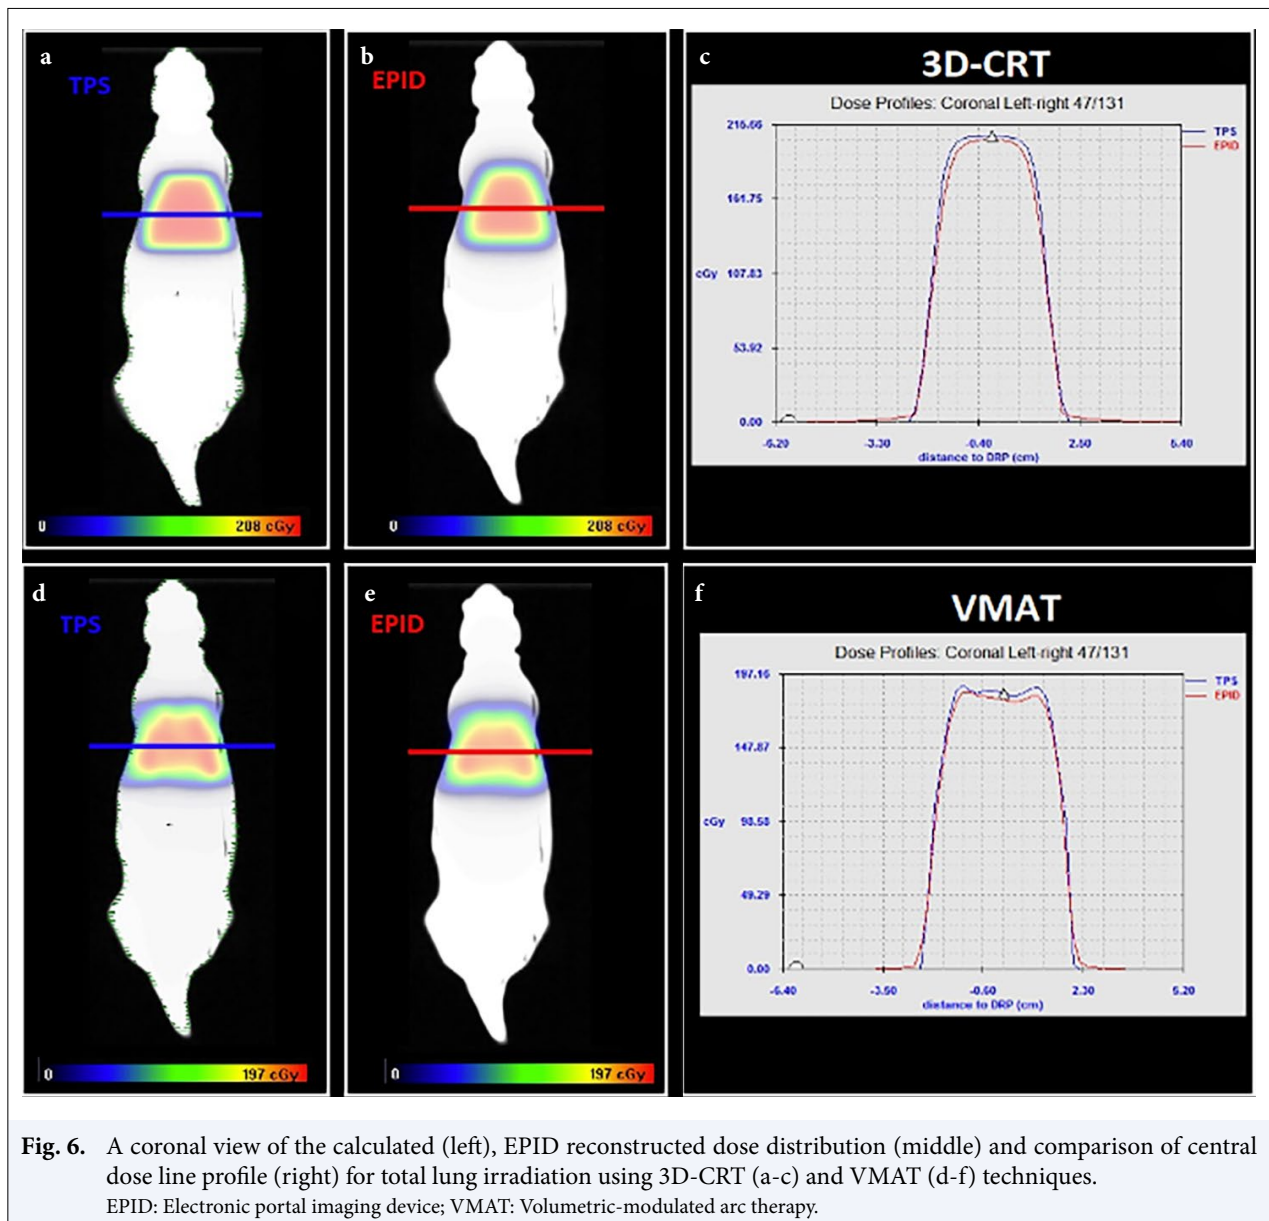 a
TPS
0
208 cGy
b
EPID
0
208 cGy
c
3D-CRT
Dose Profiles: Coronal Left-right 47/131
215.66
161.75
cGy 107.83
53.92
0.00
-6.20 -3.30 -0.40 2.50 5.40
distance to DRP (cm)
TPS
EPID
d
TPS
0
197 cGy
e
EPID
0
197 cGy
f
VMAT
Dose Profiles: Coronal Left-right 47/131
197.16
147.87
cGy 98.58
49.29
0.00
-6.40 -3.50 -0.60 2.30 5.20
distance to DRP (cm)
TPS
EPID
Fig. 6. A coronal view of the calculated (left), EPID reconstructed dose distribution (middle) and comparison of central
dose line profile (right) for total lung irradiation using 3D-CRT (a-c) and VMAT (d-f) techniques.
EPID: Electronic portal imaging device; VMAT: Volumetric-modulated arc therapy.